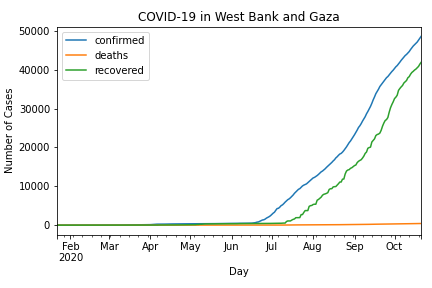 COVID-19 in West Bank and Gaza
confirmed
deaths
recovered
50000
40000
30000
20000
10000
0
Number of Cases
Feb Mar Apr May Jun Jul Aug Sep Oct
2020
Day